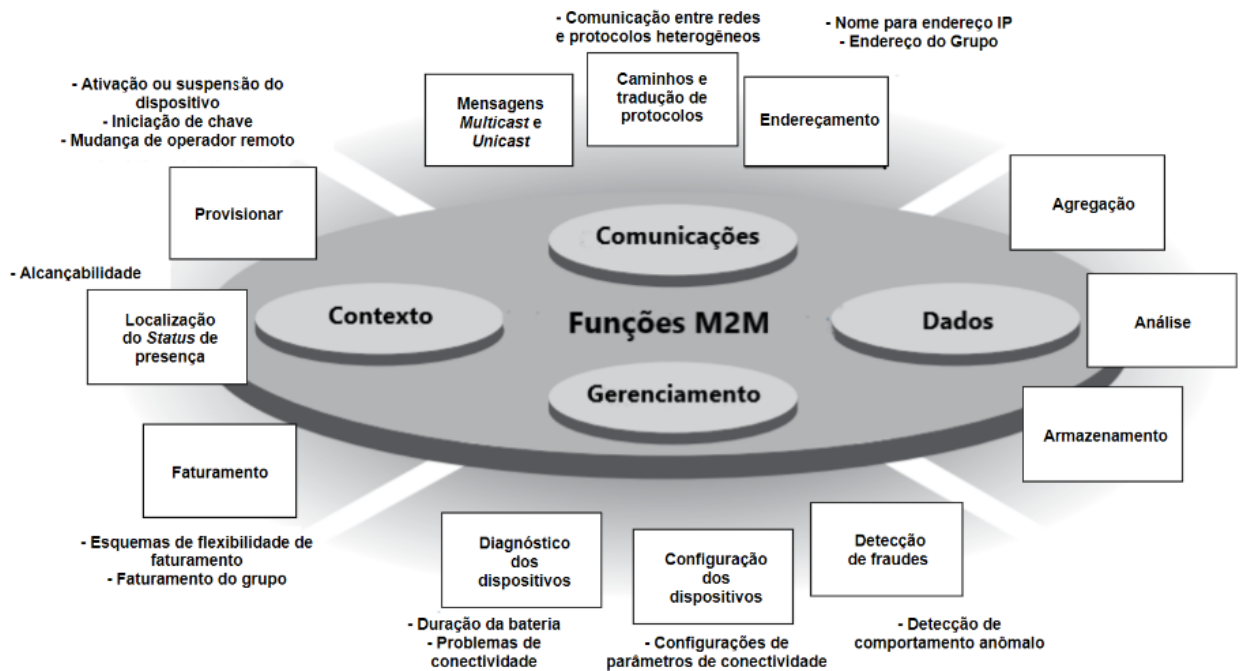 - Comunicação entre redes
e protocolos heterogêneos
- Nome para endereço IP
- Endereço do Grupo
- Ativação ou suspensão do
dispositivo
- Iniciação de chave
- Mudança de operador remoto
Mensagens
Multicast e
Unicast
Caminhos e
tradução de
protocolos
Endereçamento
Provisionar
Agregação
Comunicações
- Alcançabilidade
Localização
do Status de
presença
Contexto
Funções M2M
Dados
Análise
Gerenciamento
Armazenamento
Faturamento
- Esquemas de flexibilidade de
faturamento
- Faturamento do grupo
Diagnóstico
dos
dispositivos
Configuração
dos
dispositivos
Detecção
de fraudes
- Duração da bateria
- Problemas de
conectividade
- Configurações de
parâmetros de conectividade
- Detecção de
comportamento anômalo